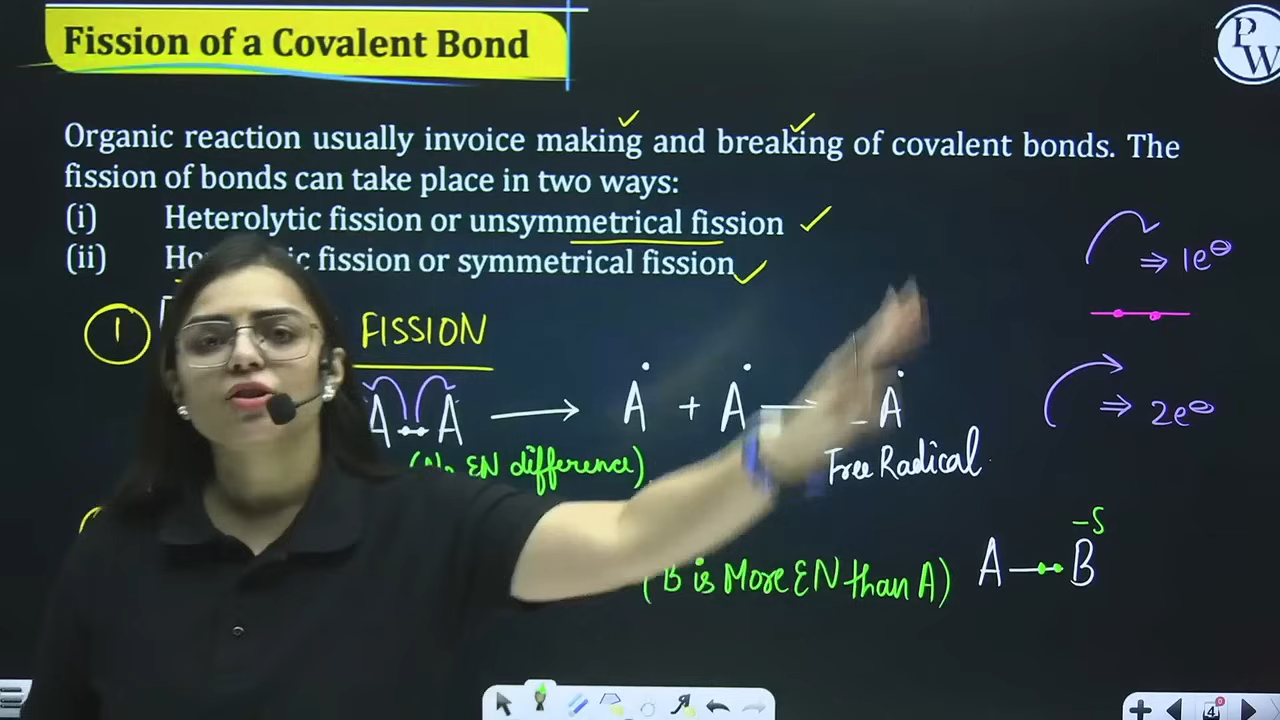 Fission of a Covalent Bond
PW
Organic reaction usually invoice making and breaking of covalent bonds. The
fission of bonds can take place in two ways:
(i) Heterolytic fission or unsymmetrical fission
(ii) fission or symmetrical fission
⇒ 1e⊖
1 FISSION
A A → A• + A• → A•
⇒ 2e⊖
EN difference)
Free Radical
-δ
(B is More EN than A) A — B
4